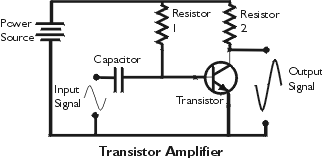 Power
Source
Resistor
1
Resistor
2
Capacitor
Input
Signal
Transistor
Output
Signal
Transistor Amplifier